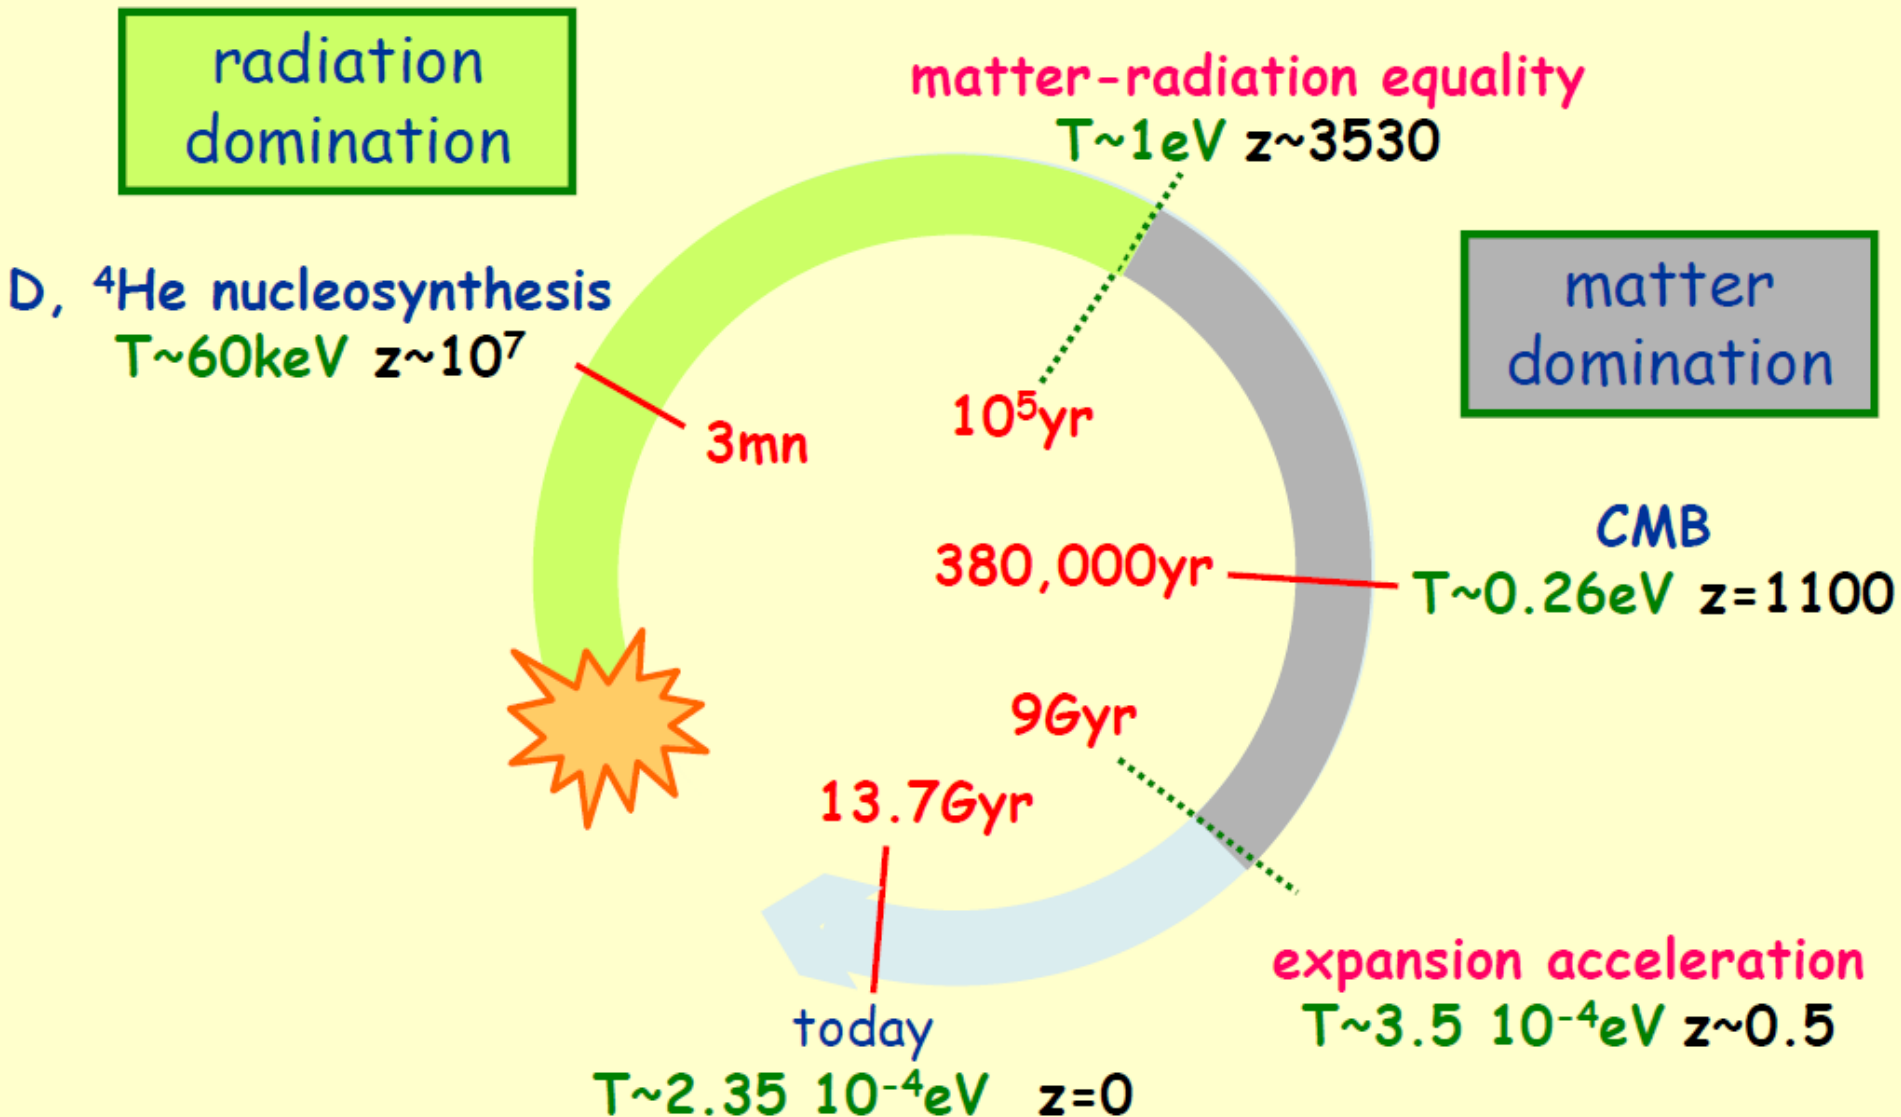 radiation
domination
matter-radiation equality
T~1eV z~3530
D, ⁴He nucleosynthesis
T~60keV z~10⁷
matter
domination
3mn
10⁵yr
380,000yr
CMB
T~0.26eV z=1100
9Gyr
13.7Gyr
expansion acceleration
T~3.5 10⁻⁴eV z~0.5
today
T~2.35 10⁻⁴eV z=0